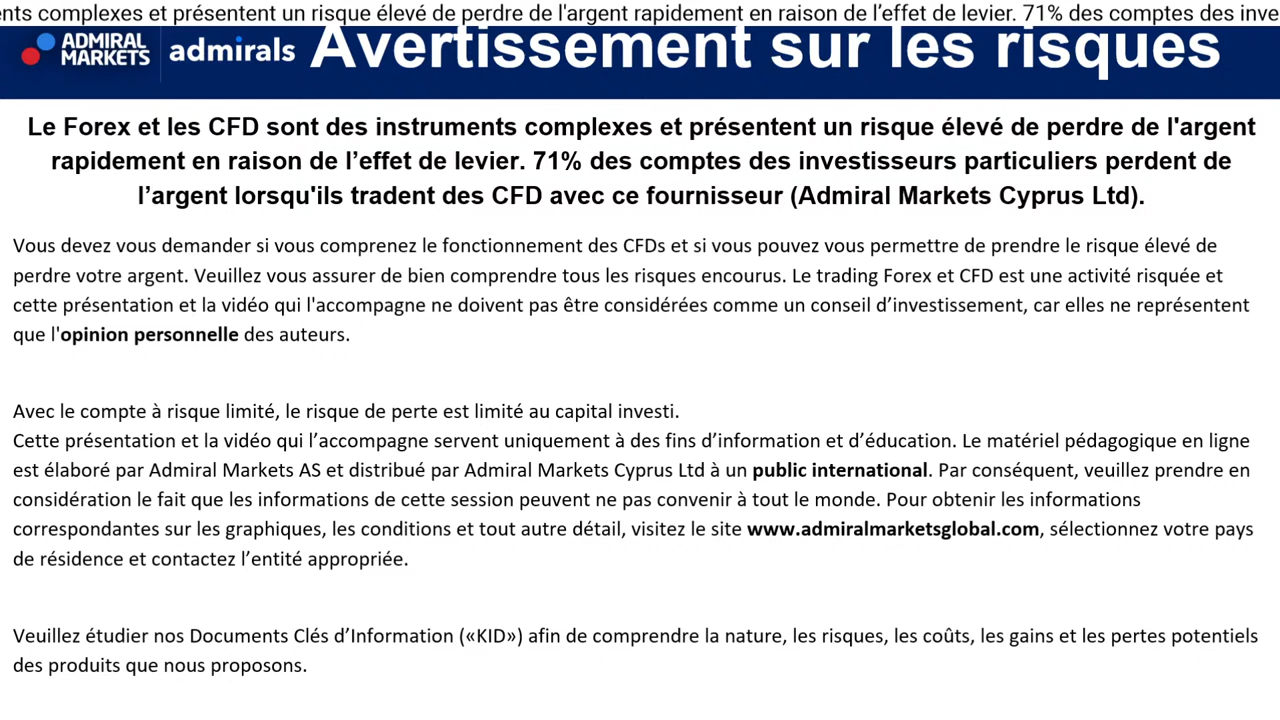 nts complexes et présentent un risque élevé de perdre de l'argent rapidement en raison de l’effet de levier. 71% des comptes des inve
ADMIRAL MARKETS admirals Avertissement sur les risques
Le Forex et les CFD sont des instruments complexes et présentent un risque élevé de perdre de l'argent
rapidement en raison de l’effet de levier. 71% des comptes des investisseurs particuliers perdent de
l’argent lorsqu'ils tradent des CFD avec ce fournisseur (Admiral Markets Cyprus Ltd).
Vous devez vous demander si vous comprenez le fonctionnement des CFDs et si vous pouvez vous permettre de prendre le risque élevé de
perdre votre argent. Veuillez vous assurer de bien comprendre tous les risques encourus. Le trading Forex et CFD est une activité risquée et
cette présentation et la vidéo qui l'accompagne ne doivent pas être considérées comme un conseil d’investissement, car elles ne représentent
que l'opinion personnelle des auteurs.
Avec le compte à risque limité, le risque de perte est limité au capital investi.
Cette présentation et la vidéo qui l’accompagne servent uniquement à des fins d’information et d’éducation. Le matériel pédagogique en ligne
est élaboré par Admiral Markets AS et distribué par Admiral Markets Cyprus Ltd à un public international. Par conséquent, veuillez prendre en
considération le fait que les informations de cette session peuvent ne pas convenir à tout le monde. Pour obtenir les informations
correspondantes sur les graphiques, les conditions et tout autre détail, visitez le site www.admiralmarketsglobal.com, sélectionnez votre pays
de résidence et contactez l’entité appropriée.
Veuillez étudier nos Documents Clés d’Information («KID») afin de comprendre la nature, les risques, les coûts, les gains et les pertes potentiels
des produits que nous proposons.